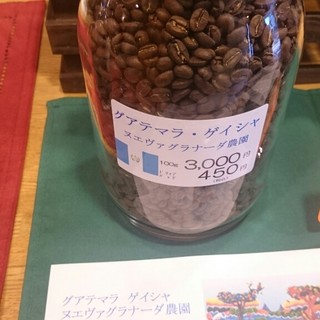 グアテマラ・ゲイシャ
ヌエヴァグラナーダ農園
100g 3,000円
450円
グアテマラ ゲイシャ
ヌエヴァグラナーダ農園